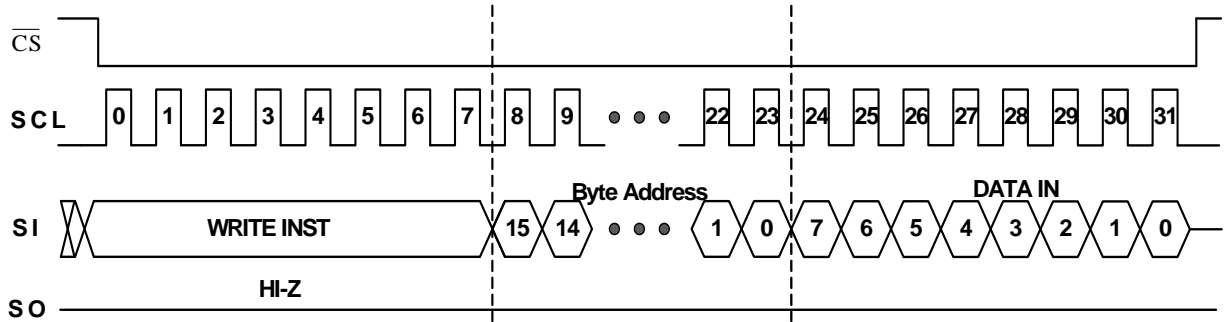 CS
SCL 0 1 2 3 4 5 6 7 8 9 22 23 24 25 26 27 28 29 30 31
Byte Address DATA IN
SI WRITE INST 15 14 1 0 7 6 5 4 3 2 1 0
HI-Z
SO